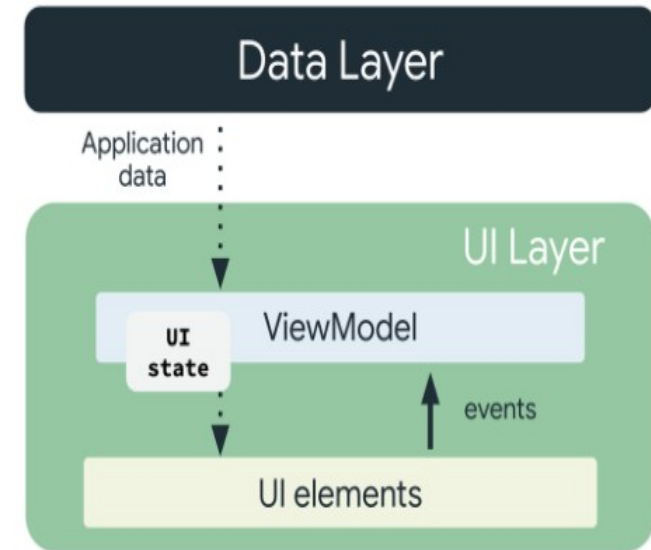 Data Layer
Application
data
UI Layer
ViewModel
UI
state
events
UI elements